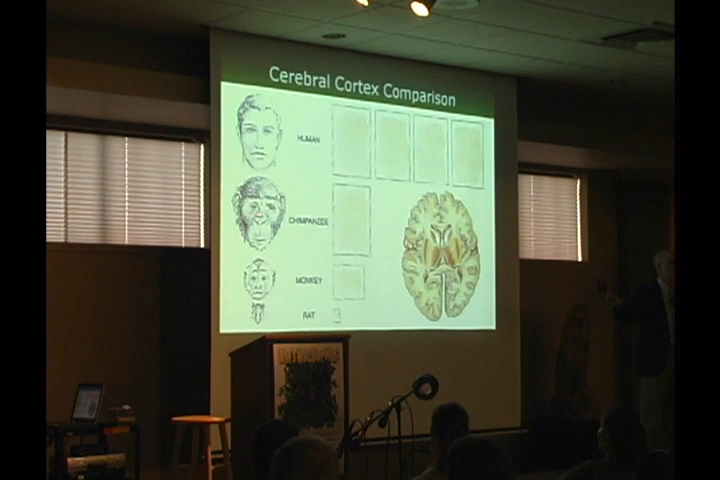 Cerebral Cortex Comparison
HUMAN
CHIMPANZEE
MONKEY
RAT